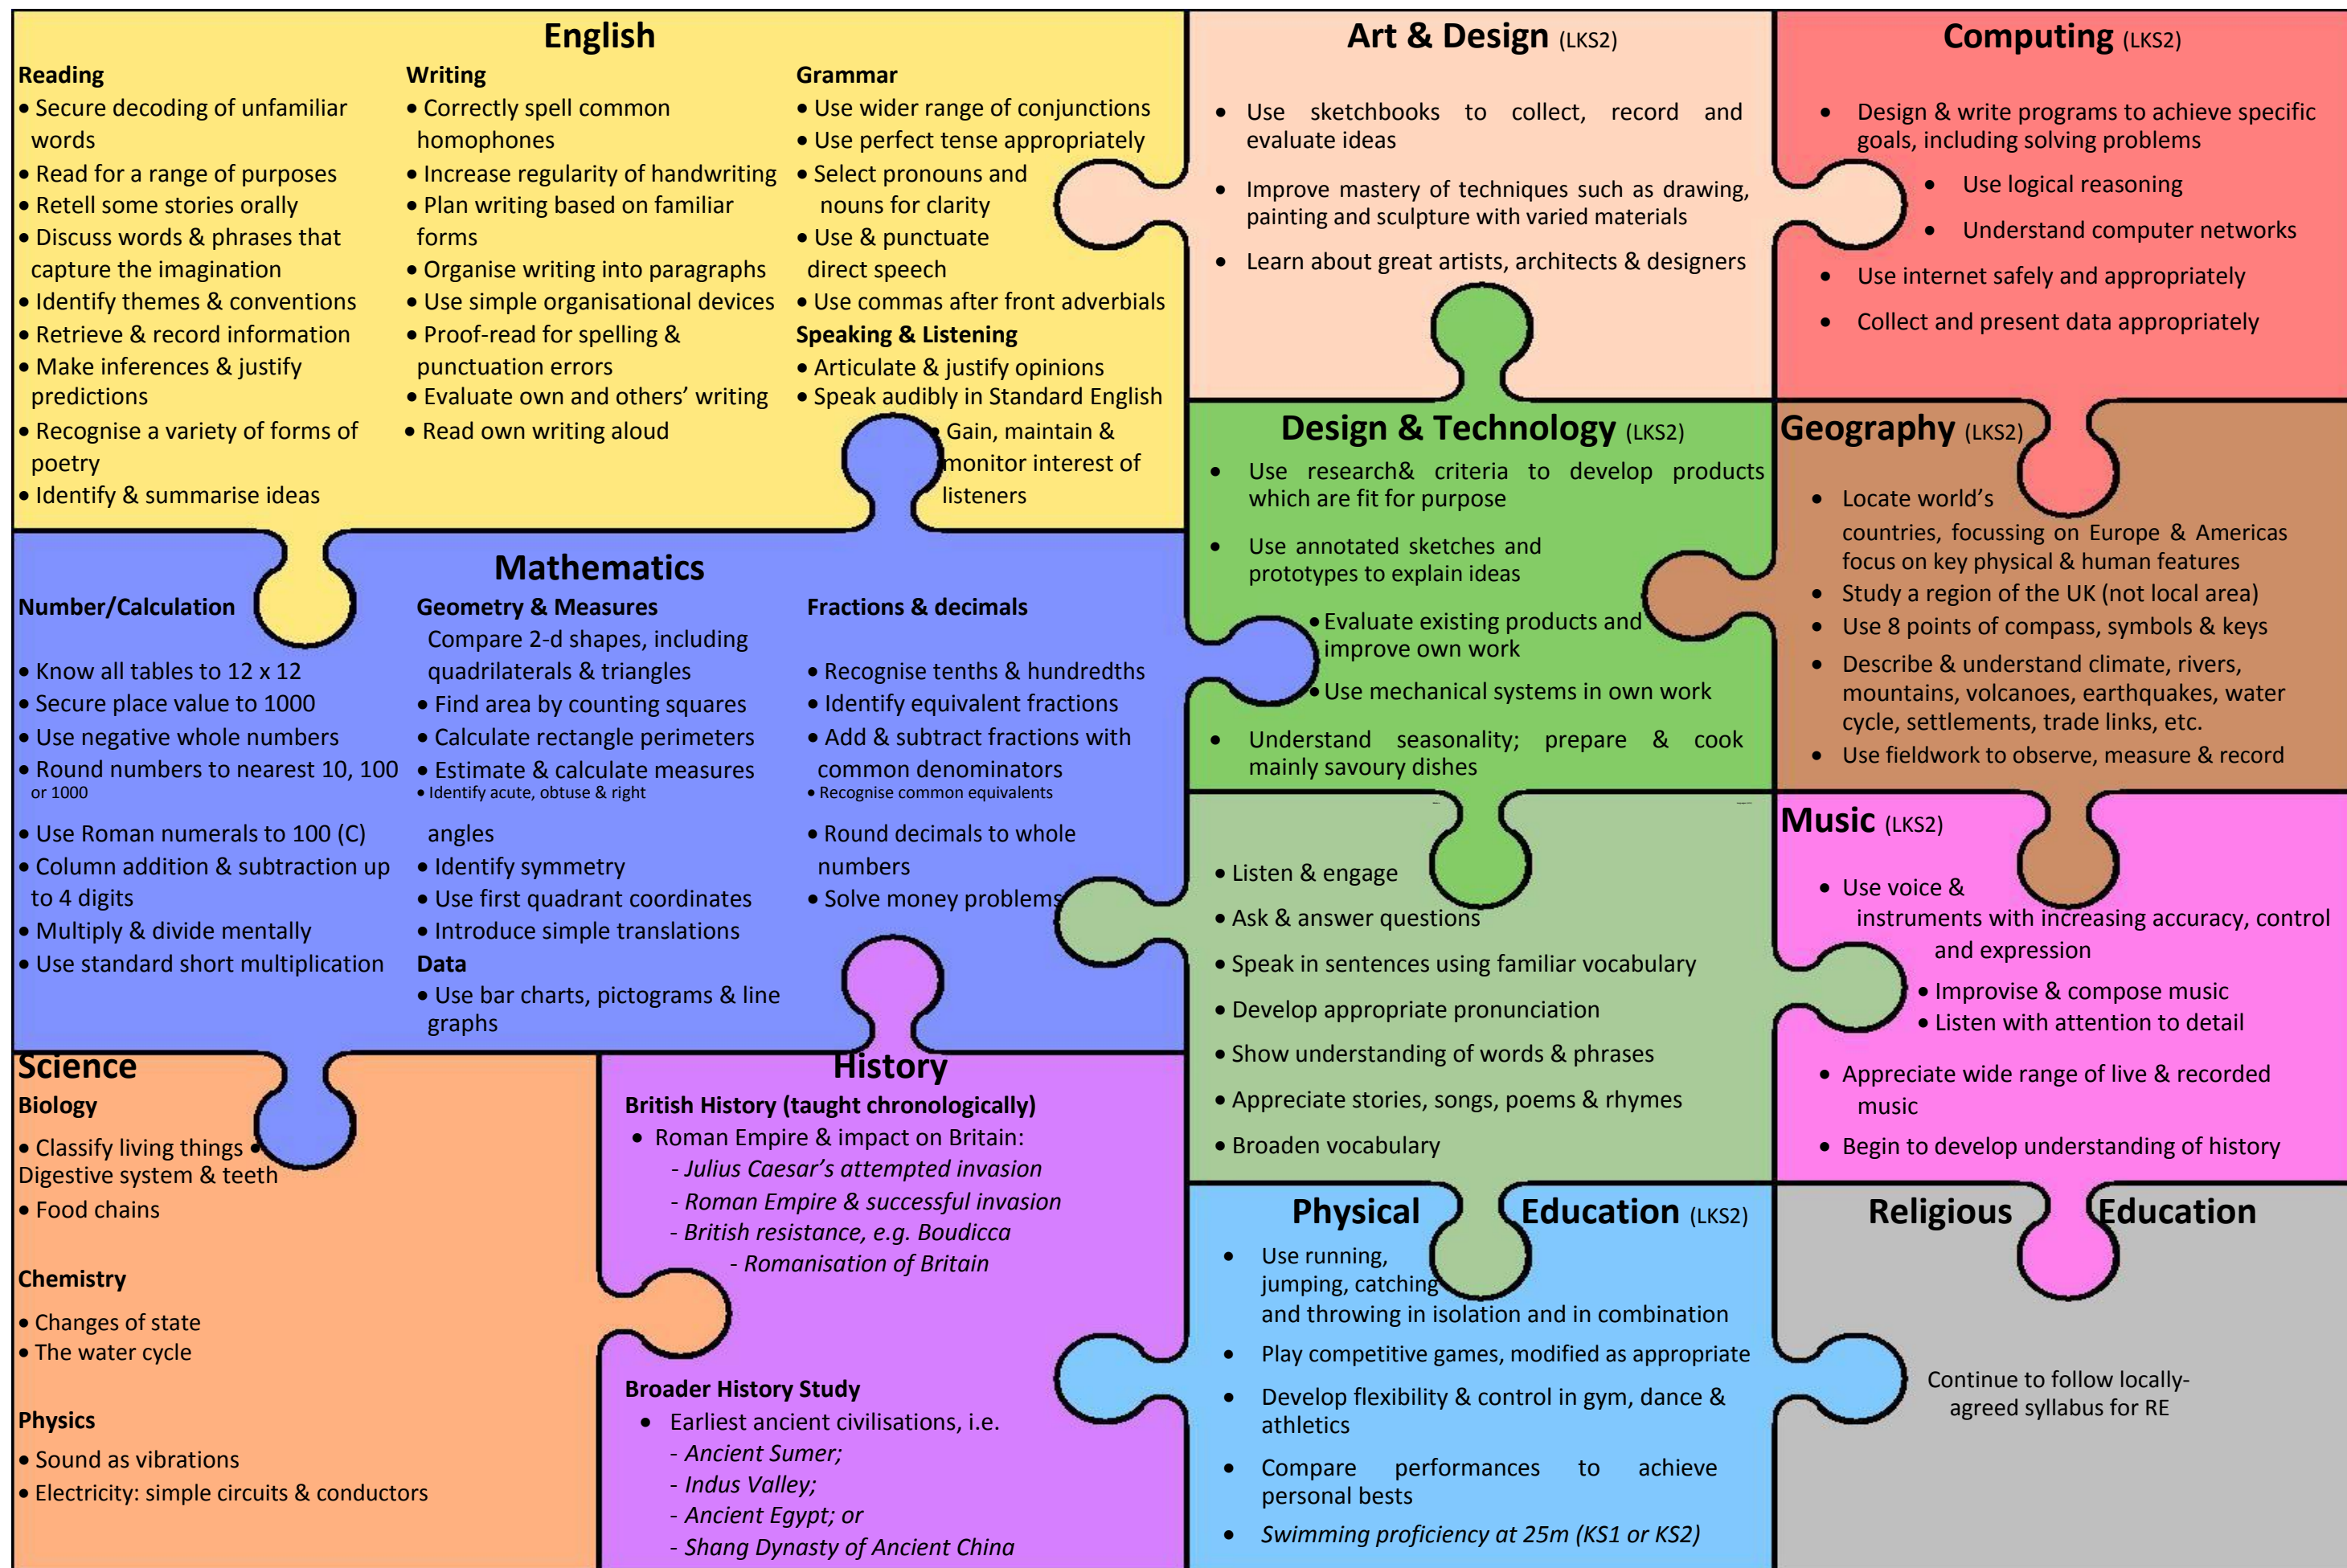 English
Reading
• Secure decoding of unfamiliar
words
• Read for a range of purposes
• Retell some stories orally
• Discuss words & phrases that
capture the imagination
• Identify themes & conventions
• Retrieve & record information
• Make inferences & justify
predictions
• Recognise a variety of forms of
poetry
• Identify & summarise ideas
Writing
• Correctly spell common
homophones
• Increase regularity of handwriting
• Plan writing based on familiar
forms
• Organise writing into paragraphs
• Use simple organisational devices
• Proof-read for spelling &
punctuation errors
• Evaluate own and others’ writing
• Read own writing aloud
Grammar
• Use wider range of conjunctions
• Use perfect tense appropriately
• Select pronouns and
nouns for clarity
• Use & punctuate
direct speech
• Use commas after front adverbials
Speaking & Listening
• Articulate & justify opinions
• Speak audibly in Standard English
• Gain, maintain &
monitor interest of
listeners
Art & Design (LKS2)
• Use sketchbooks to collect, record and
evaluate ideas
• Improve mastery of techniques such as drawing,
painting and sculpture with varied materials
• Learn about great artists, architects & designers
Computing (LKS2)
• Design & write programs to achieve specific
goals, including solving problems
• Use logical reasoning
• Understand computer networks
• Use internet safely and appropriately
• Collect and present data appropriately
Mathematics
Number/Calculation
• Know all tables to 12 x 12
• Secure place value to 1000
• Use negative whole numbers
• Round numbers to nearest 10, 100
or 1000
• Use Roman numerals to 100 (C)
• Column addition & subtraction up
to 4 digits
• Multiply & divide mentally
• Use standard short multiplication
Geometry & Measures
Compare 2-d shapes, including
quadrilaterals & triangles
• Find area by counting squares
• Calculate rectangle perimeters
• Estimate & calculate measures
• Identify acute, obtuse & right
angles
• Identify symmetry
• Use first quadrant coordinates
• Introduce simple translations
Data
• Use bar charts, pictograms & line
graphs
Fractions & decimals
• Recognise tenths & hundredths
• Identify equivalent fractions
• Add & subtract fractions with
common denominators
• Recognise common equivalents
• Round decimals to whole
numbers
• Solve money problems
Design & Technology (LKS2)
• Use research& criteria to develop products
which are fit for purpose
• Use annotated sketches and
prototypes to explain ideas
• Evaluate existing products and
improve own work
• Use mechanical systems in own work
• Understand seasonality; prepare & cook
mainly savoury dishes
Geography (LKS2)
• Locate world’s
countries, focussing on Europe & Americas
focus on key physical & human features
• Study a region of the UK (not local area)
• Use 8 points of compass, symbols & keys
• Describe & understand climate, rivers,
mountains, volcanoes, earthquakes, water
cycle, settlements, trade links, etc.
• Use fieldwork to observe, measure & record
• Listen & engage
• Ask & answer questions
• Speak in sentences using familiar vocabulary
• Develop appropriate pronunciation
• Show understanding of words & phrases
• Appreciate stories, songs, poems & rhymes
• Broaden vocabulary
Music (LKS2)
• Use voice &
instruments with increasing accuracy, control
and expression
• Improvise & compose music
• Listen with attention to detail
• Appreciate wide range of live & recorded
music
• Begin to develop understanding of history
Science
Biology
• Classify living things •
Digestive system & teeth
• Food chains
Chemistry
• Changes of state
• The water cycle
Physics
• Sound as vibrations
• Electricity: simple circuits & conductors
History
British History (taught chronologically)
• Roman Empire & impact on Britain:
- Julius Caesar’s attempted invasion
- Roman Empire & successful invasion
- British resistance, e.g. Boudicca
- Romanisation of Britain
Broader History Study
• Earliest ancient civilisations, i.e.
- Ancient Sumer;
- Indus Valley;
- Ancient Egypt; or
- Shang Dynasty of Ancient China
Physical Education (LKS2)
• Use running,
jumping, catching
and throwing in isolation and in combination
• Play competitive games, modified as appropriate
• Develop flexibility & control in gym, dance &
athletics
• Compare performances to achieve
personal bests
• Swimming proficiency at 25m (KS1 or KS2)
Religious Education
Continue to follow locally-
agreed syllabus for RE